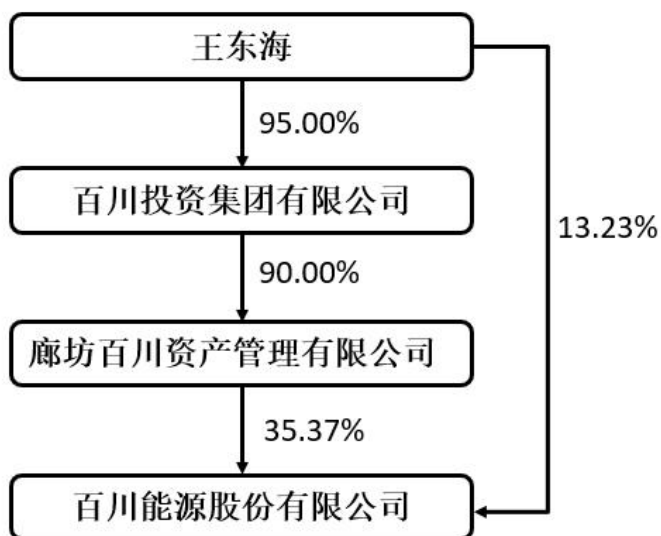 王东海
95.00%
百川投资集团有限公司
13.23%
90.00%
廊坊百川资产管理有限公司
35.37%
百川能源股份有限公司